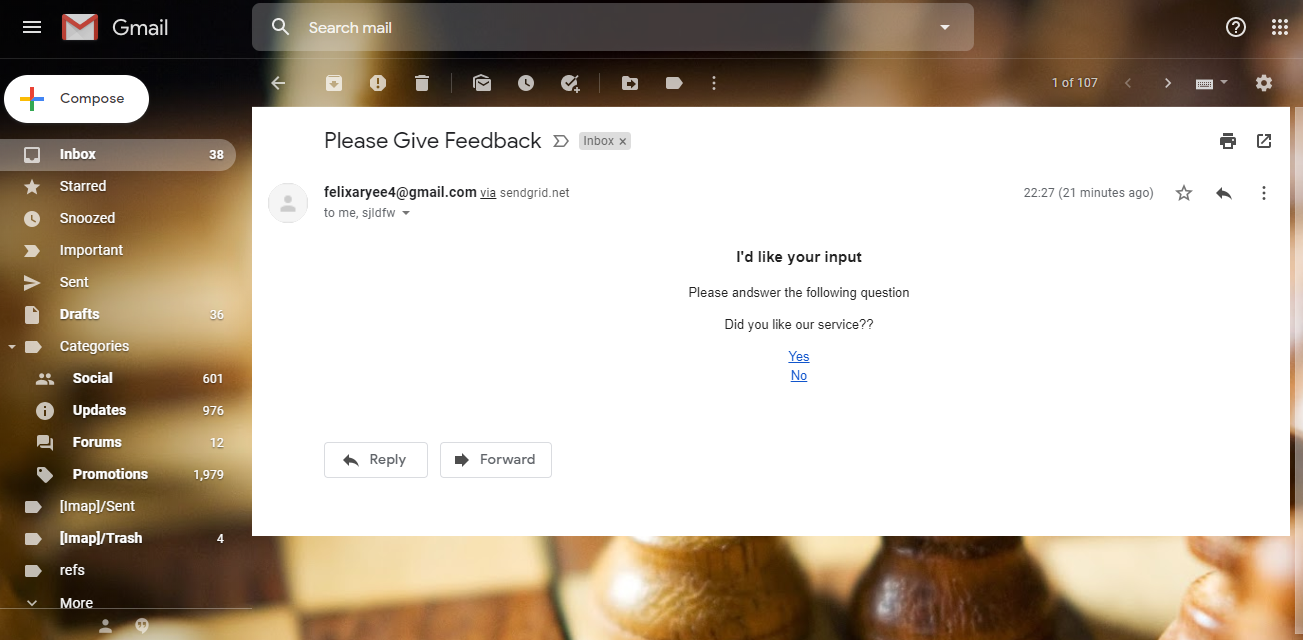 Gmail
Search mail
Compose
1 of 107
Inbox 38
Starred
Snoozed
Important
Sent
Drafts 36
Categories
Social 601
Updates 976
Forums 12
Promotions 1,979
[Imap]/Sent
[Imap]/Trash 4
refs
More
Please Give Feedback Inbox x
felixaryee4@gmail.com via sendgrid.net 22:27 (21 minutes ago)
to me, sjldfw
I'd like your input
Please andswer the following question
Did you like our service??
Yes
No
Reply Forward